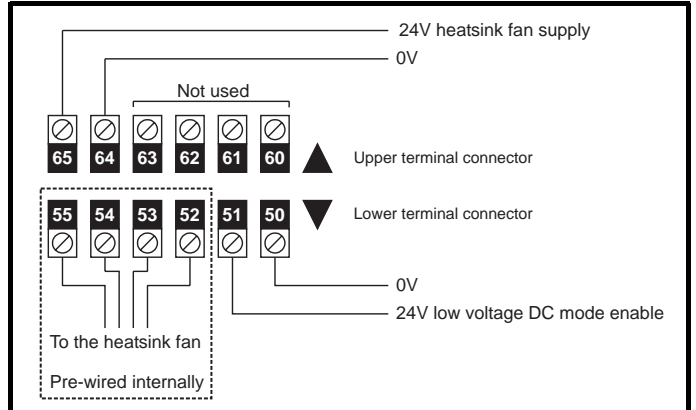 24V heatsink fan supply
0V
Not used
65 64 63 62 61 60
Upper terminal connector
55 54 53 52 51 50
Lower terminal connector
0V
24V low voltage DC mode enable
To the heatsink fan
Pre-wired internally